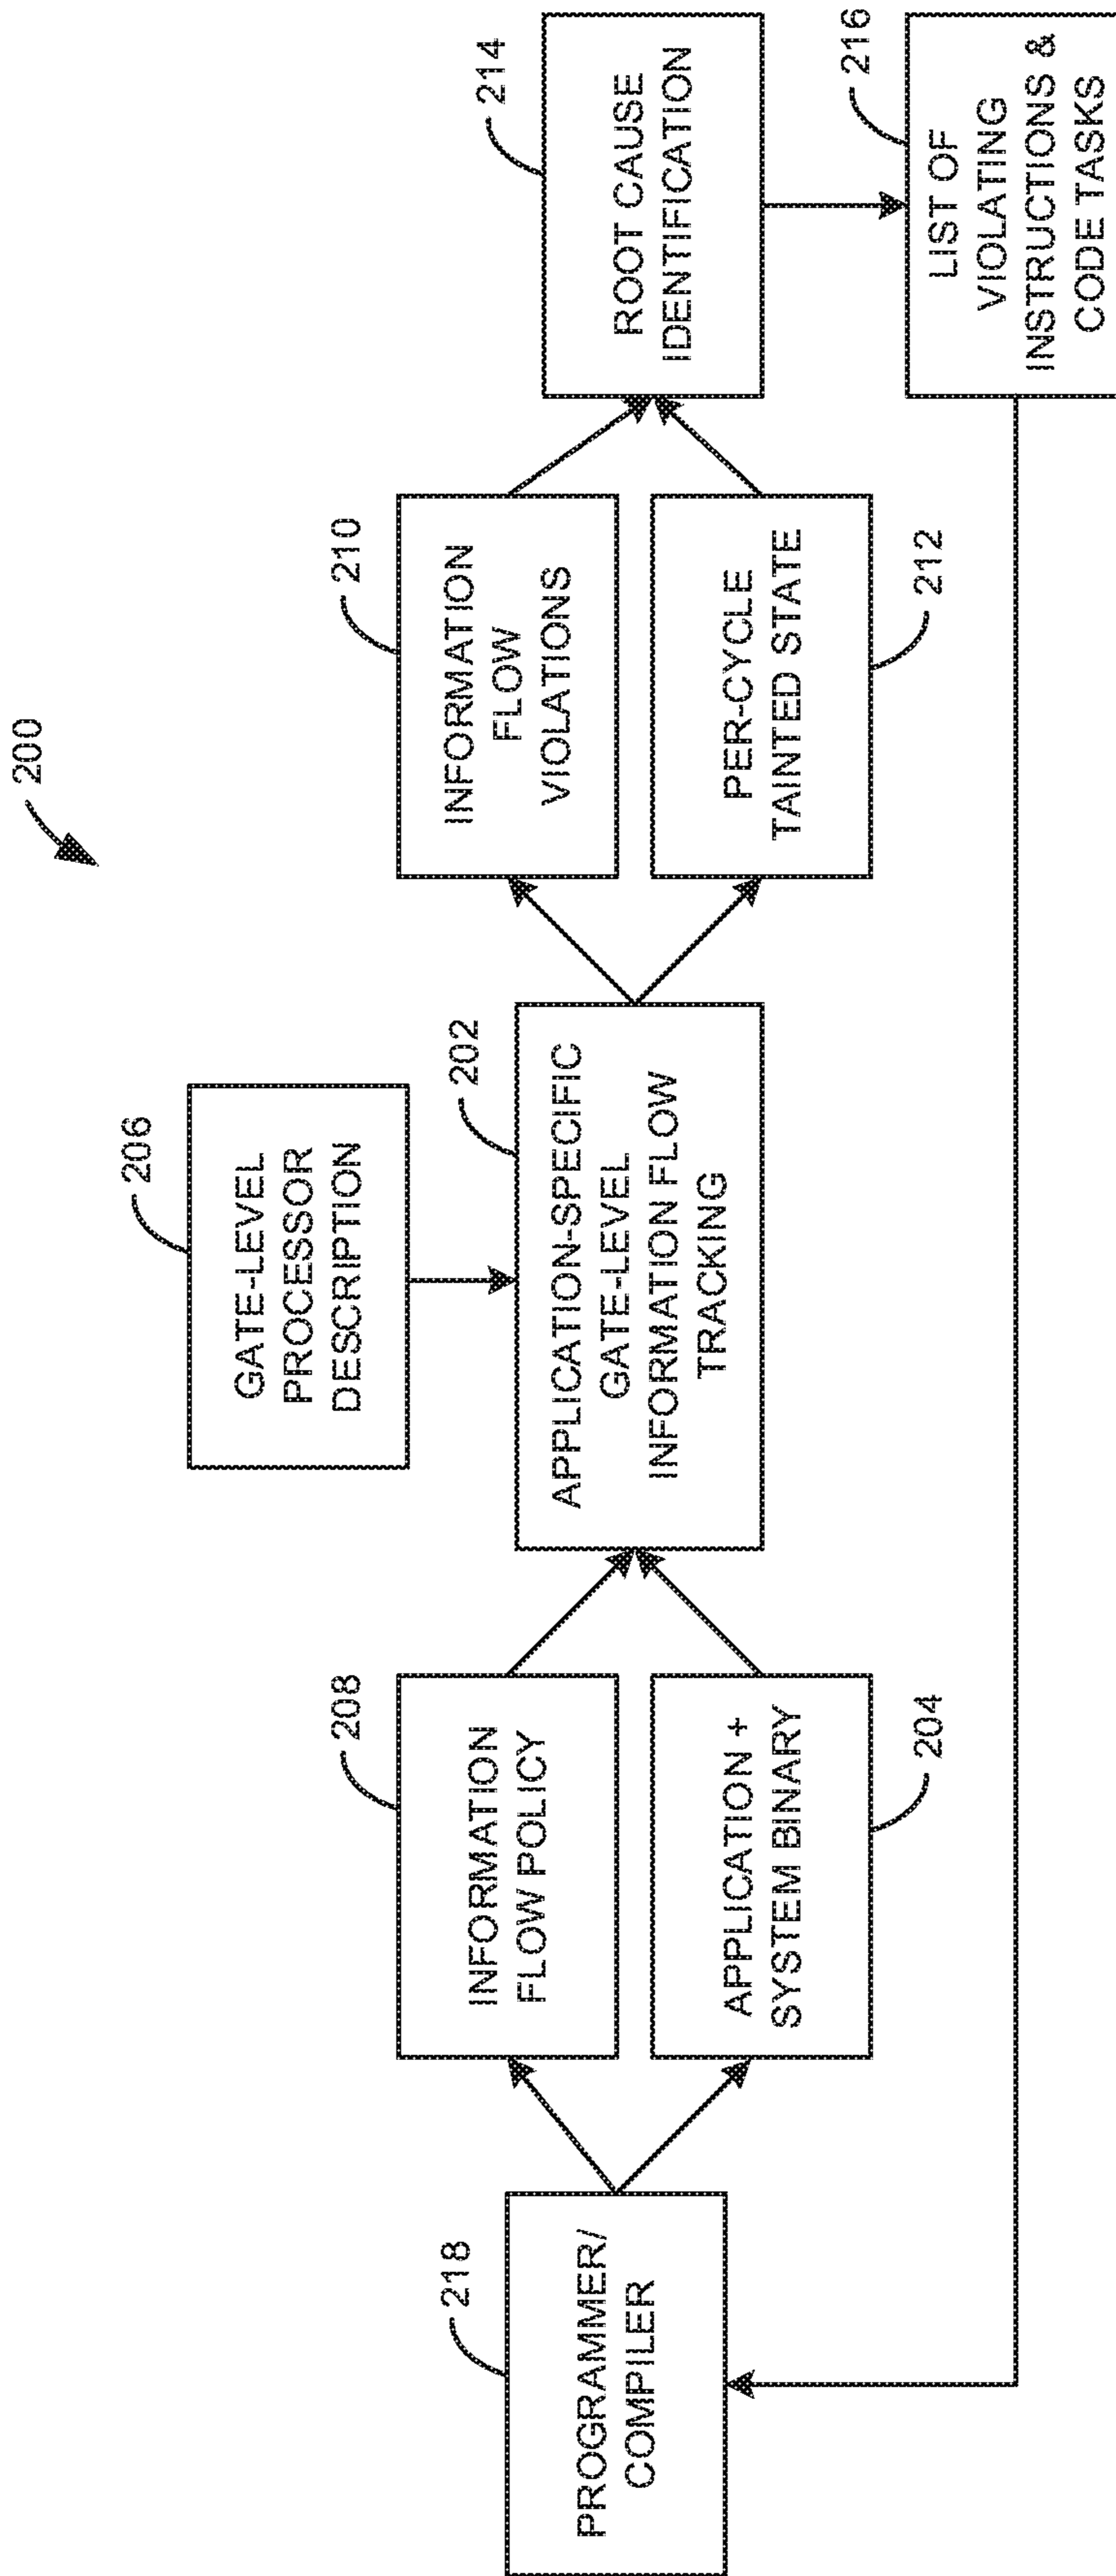 200
206
GATE-LEVEL
PROCESSOR
DESCRIPTION
218
PROGRAMMER/
COMPILER
208
INFORMATION
FLOW POLICY
APPLICATION +
SYSTEM BINARY
204
202
APPLICATION-SPECIFIC
GATE-LEVEL
INFORMATION FLOW
TRACKING
210
INFORMATION
FLOW
VIOLATIONS
PER-CYCLE
TAINTED STATE
212
214
ROOT CAUSE
IDENTIFICATION
216
LIST OF
VIOLATING
INSTRUCTIONS &
CODE TASKS